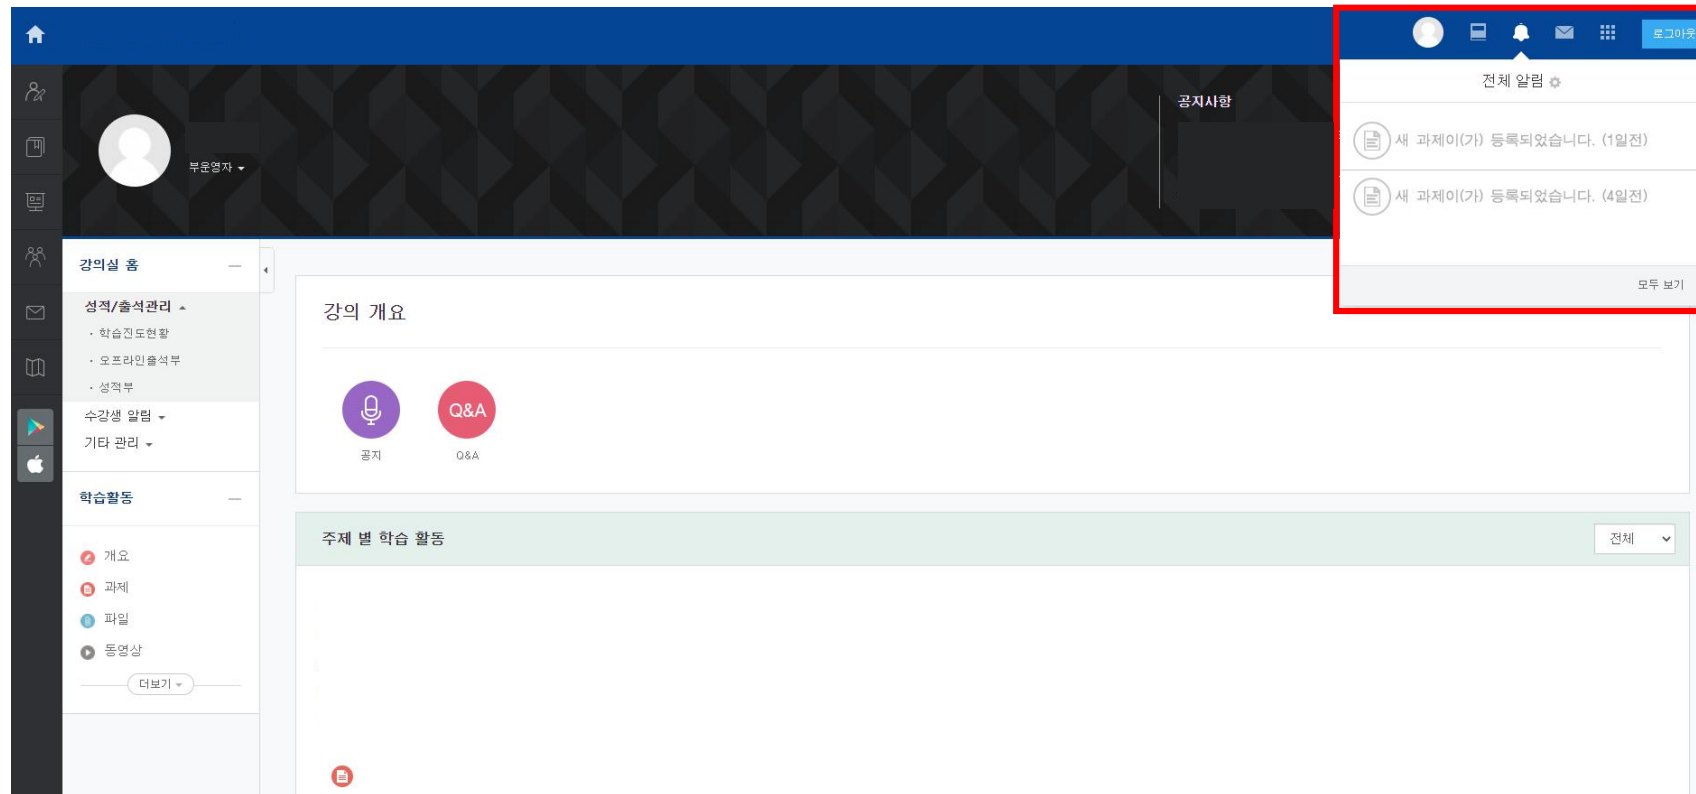 로그아웃
전체 알림
새 과제이(가) 등록되었습니다. (1일전)
새 과제이(가) 등록되었습니다. (4일전)
모두 보기
공지사항
부운영자
강의실 홈
성적/출석관리
· 학습진도현황
· 오프라인출석부
· 성적부
수강생 알림
기타 관리
학습활동
개요
과제
파일
동영상
더보기
강의 개요
Q&A
공지
Q&A
주제 별 학습 활동
전체